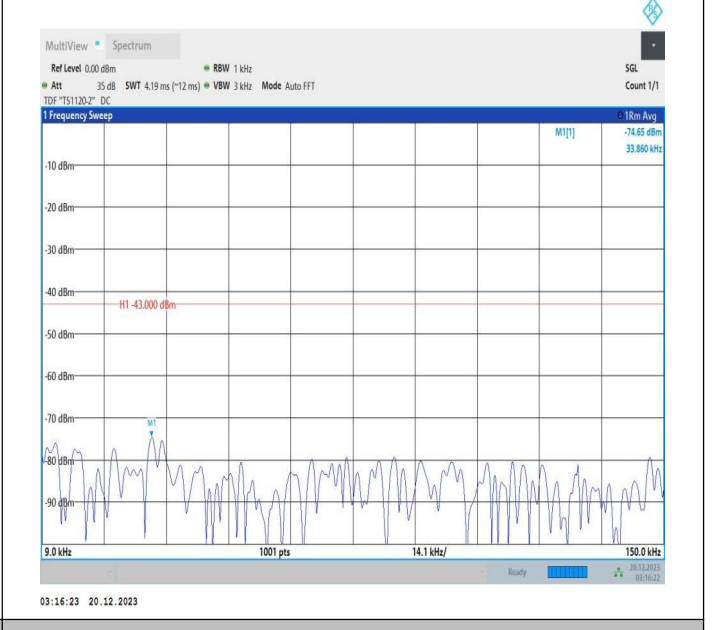 MultiView Spectrum
Ref Level 0.00 dBm RBW 1 kHz SGL
Att 35 dB SWT 4.19 ms (~12 ms) VBW 3 kHz Mode Auto FFT Count 1/1
TDF "TS1120-2" DC
1 Frequency Sweep 1Rm Avg
M1[1] -74.65 dBm
33.860 kHz
-10 dBm
-20 dBm
-30 dBm
-40 dBm
H1 -43.000 dBm
-50 dBm
-60 dBm
-70 dBm
M1
-80 dBm
-90 dBm
9.0 kHz 1001 pts 14.1 kHz/ 150.0 kHz
Ready 20.12.2023
03:16:22
03:16:23 20.12.2023